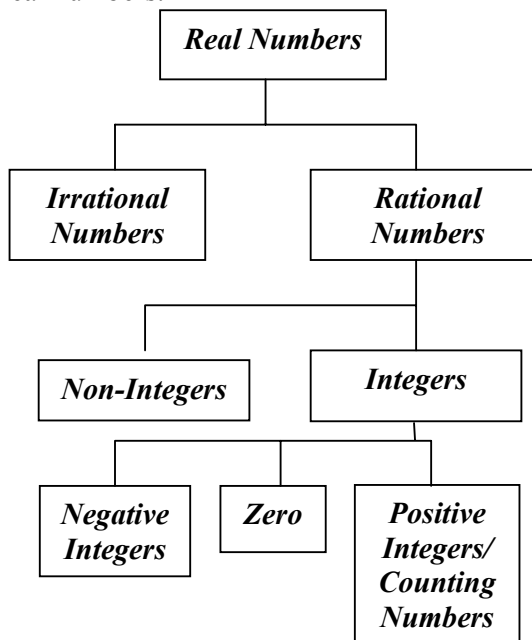 Real Numbers
Irrational
Numbers
Rational
Numbers
Non-Integers
Integers
Negative
Integers
Zero
Positive
Integers/
Counting
Numbers